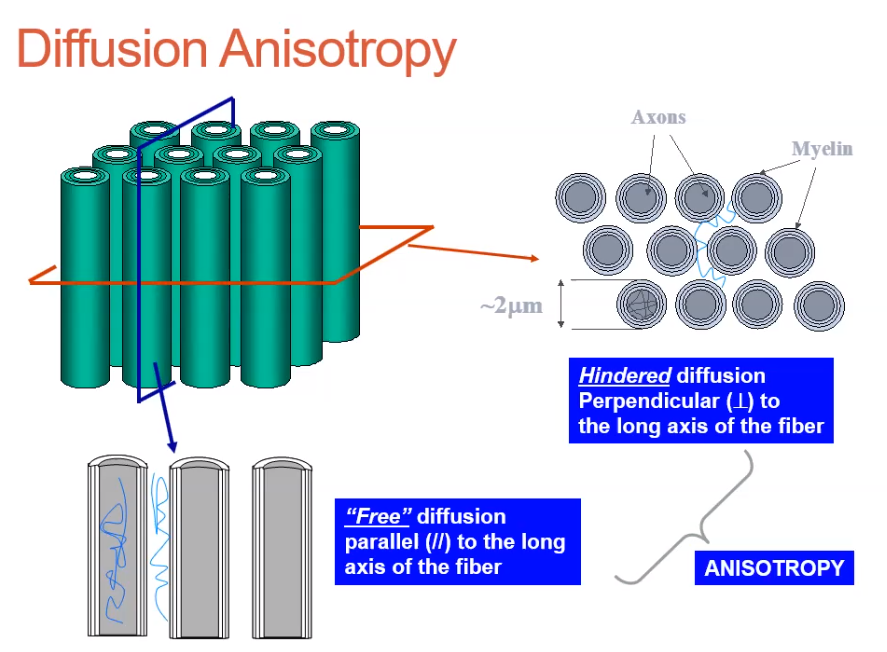 Diffusion Anisotropy
Axons
Myelin
~2μm
Hindered diffusion
Perpendicular (⊥) to
the long axis of the fiber
"Free" diffusion
parallel (//) to the long
axis of the fiber
ANISOTROPY